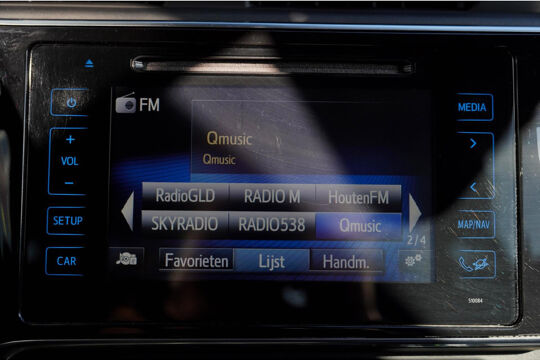 FM
MEDIA
Qmusic
Qmusic
+
VOL
-
RadioGLD RADIO M HoutenFM
SETUP
SKYRADIO RADIO538 Qmusic
MAP/NAV
2/4
CAR
Favorieten Lijst Handm.
510084